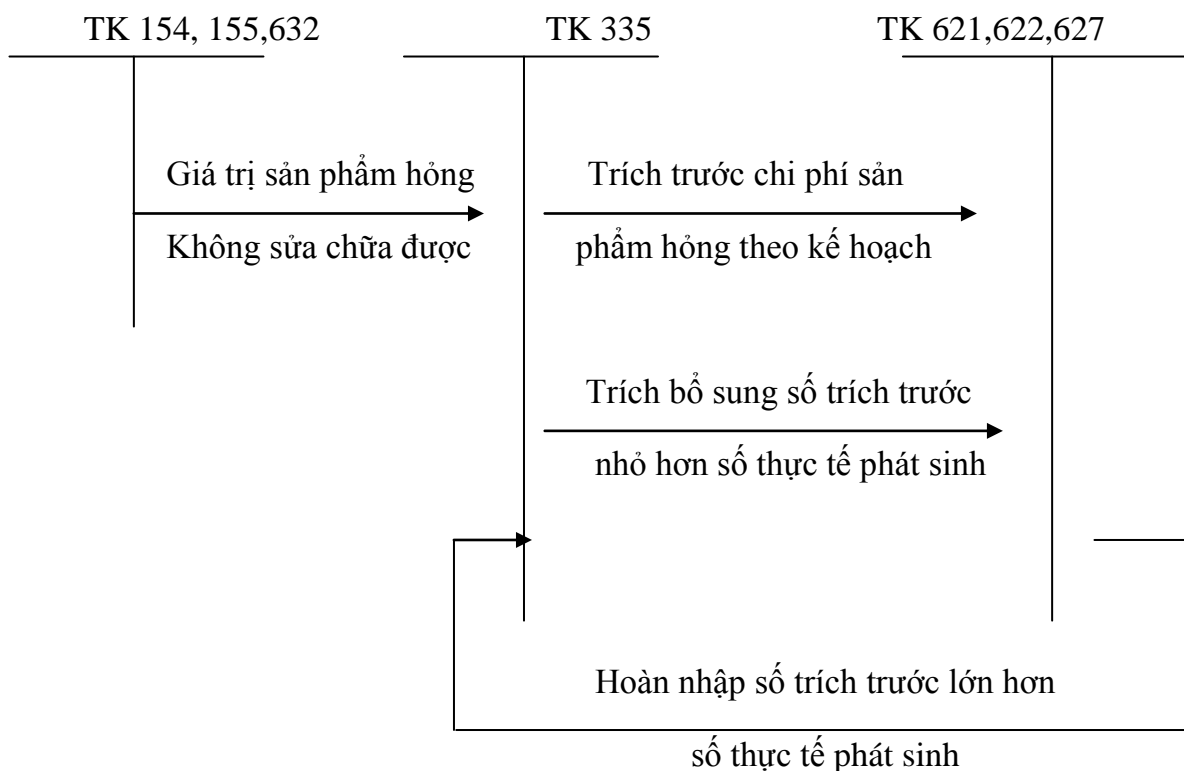 TK 154, 155,632
TK 335
TK 621,622,627
Giá trị sản phẩm hỏng
Không sửa chữa được
Trích trước chi phí sản
phẩm hỏng theo kế hoạch
Trích bổ sung số trích trước
nhỏ hơn số thực tế phát sinh
Hoàn nhập số trích trước lớn hơn
số thực tế phát sinh